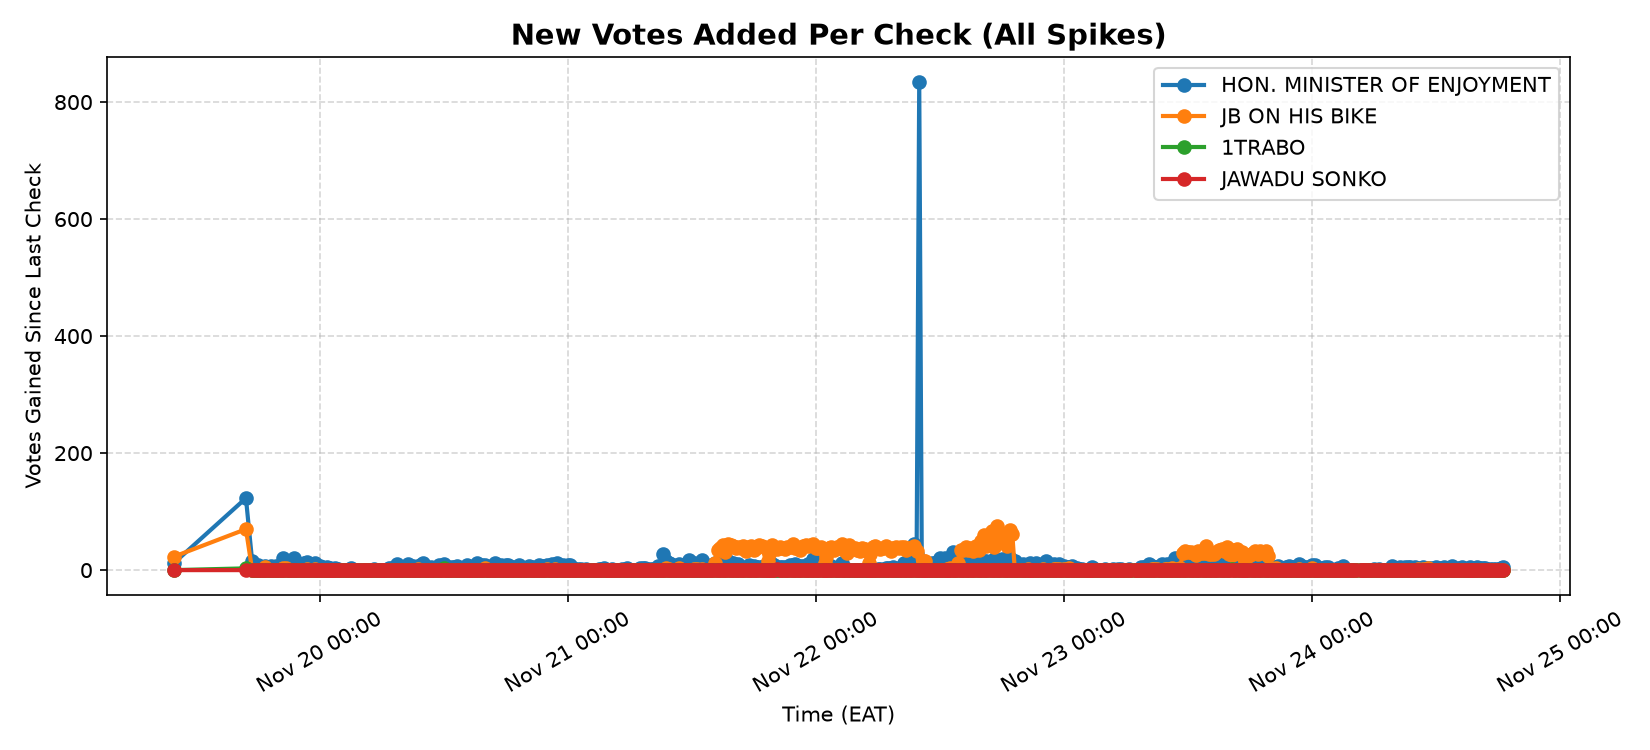 New Votes Added Per Check (All Spikes)
HON. MINISTER OF ENJOYMENT
JB ON HIS BIKE
1TRABO
JAWADU SONKO
Votes Gained Since Last Check
800
600
400
200
0
Nov 20 00:00
Nov 21 00:00
Nov 22 00:00
Nov 23 00:00
Nov 24 00:00
Nov 25 00:00
Time (EAT)